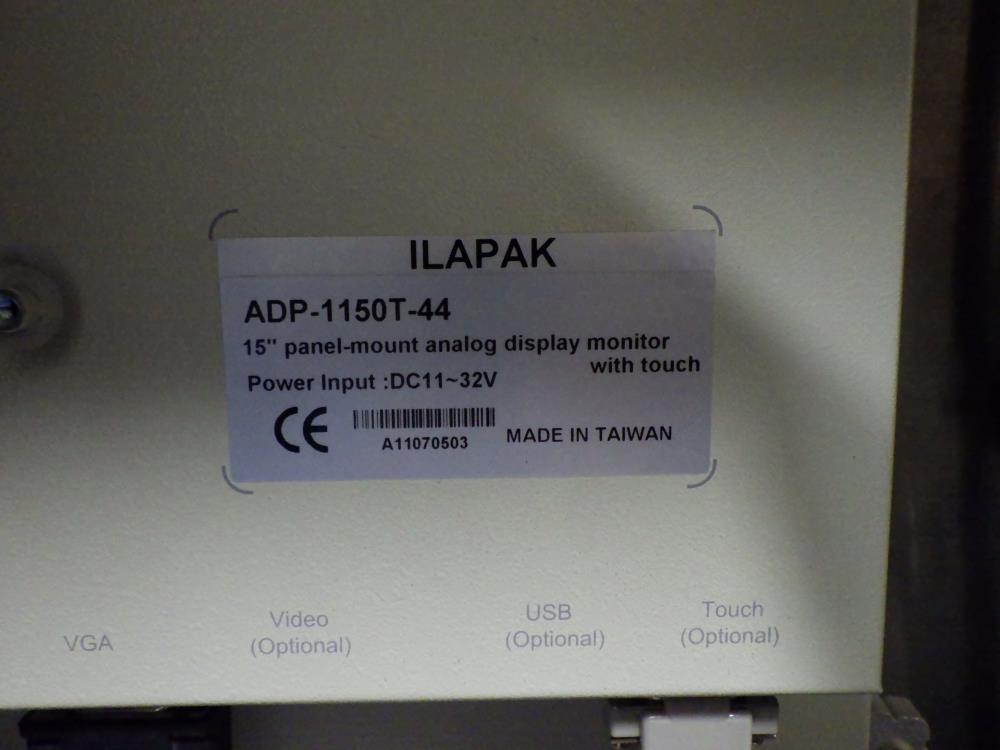 ILAPAK
ADP-1150T-44
15" panel-mount analog display monitor
with touch
Power Input :DC11~32V
CE
A11070503
MADE IN TAIWAN
VGA
Video
(Optional)
USB
(Optional)
Touch
(Optional)